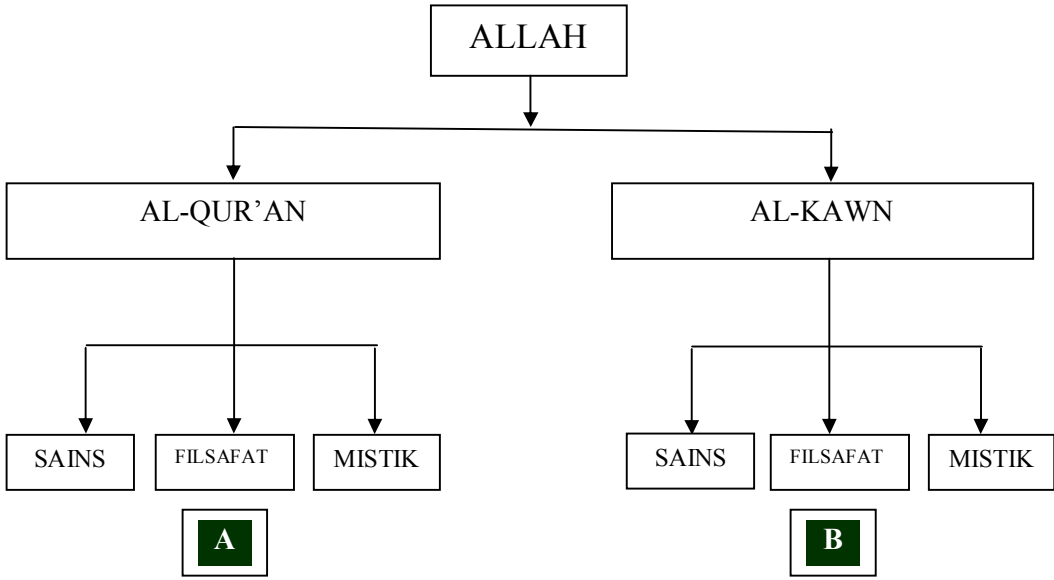 ALLAH
AL-QUR’AN
AL-KAWN
SAINS
FILSAFAT
MISTIK
SAINS
FILSAFAT
MISTIK
A
B